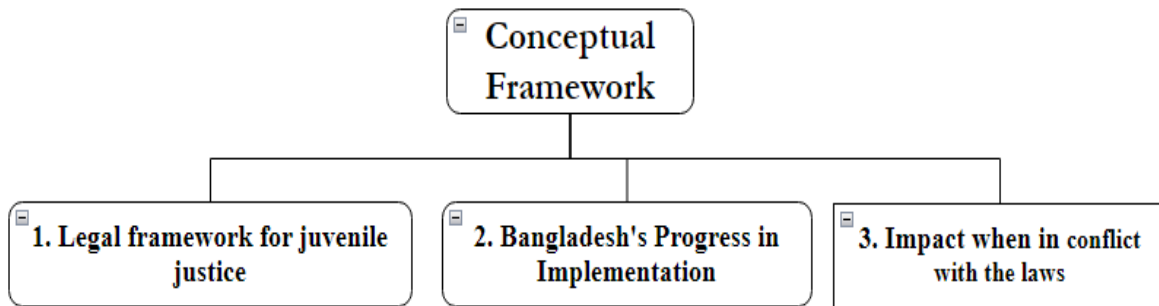 Conceptual
Framework
1. Legal framework for juvenile
justice
2. Bangladesh's Progress in
Implementation
3. Impact when in conflict
with the laws